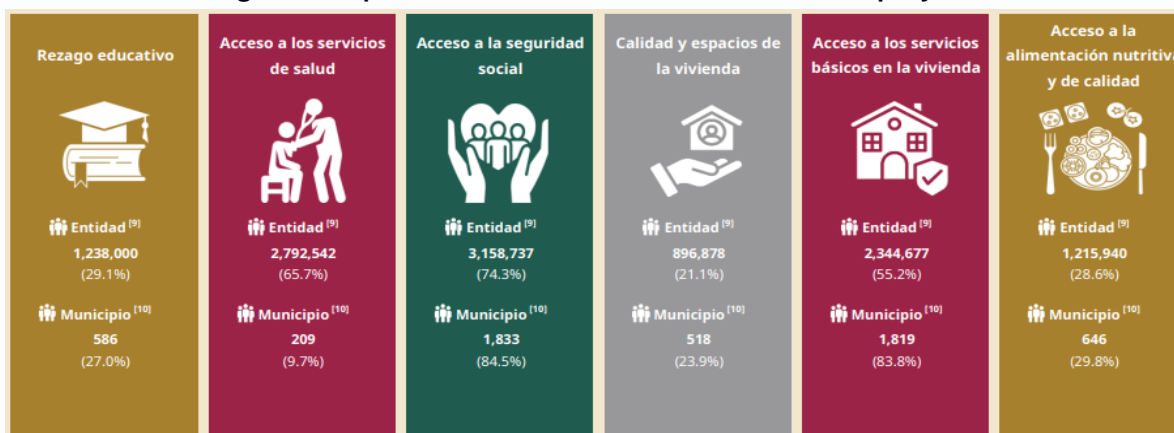 Rezago educativo
Entidad [9]
1,238,000
(29.1%)
Municipio [10]
586
(27.0%)
Acceso a los servicios
de salud
Entidad [9]
2,792,542
(65.7%)
Municipio [10]
209
(9.7%)
Acceso a la seguridad
social
Entidad [9]
3,158,737
(74.3%)
Municipio [10]
1,833
(84.5%)
Calidad y espacios de
la vivienda
Entidad [9]
896,878
(21.1%)
Municipio [10]
518
(23.9%)
Acceso a los servicios
básicos en la vivienda
Entidad [9]
2,344,677
(55.2%)
Municipio [10]
1,819
(83.8%)
Acceso a la
alimentación nutritiva
y de calidad
Entidad [9]
1,215,940
(28.6%)
Municipio [10]
646
(29.8%)